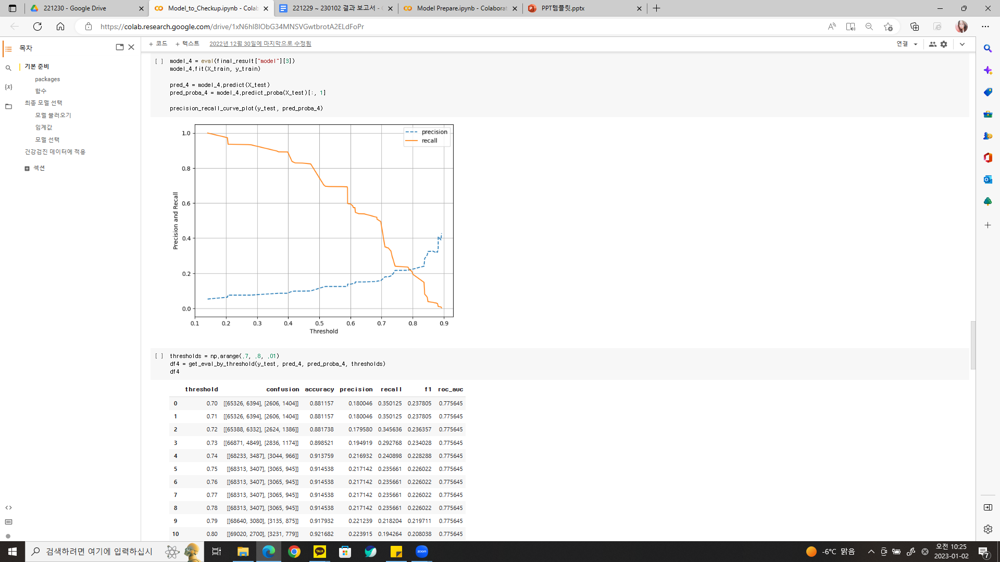 221230 - Google Drive
Model_to_Checkup.ipynb - Colab
221229 ~ 230102 결과 보고서 -
Model Prepare.ipynb - Colaborat
PPT템플릿.pptx
https://colab.research.google.com/drive/1xN6hl8IObG34MNSVGwtbrotA2ELdFoPr
목차
+ 코드 + 텍스트 2022년 12월 30일에 마지막으로 수정됨
연결
기본 준비
packages
함수
최종 모델 선택
모델 불러오기
임계값
모델 선택
건강검진 데이터에 적용
섹션
{x}
<>
[ ] model_4 = eval(final_result["model"][3])
model_4.fit(X_train, y_train)
pred_4 = model_4.predict(X_test)
pred_proba_4 = model_4.predict_proba(X_test)[:, 1]
precision_recall_curve_plot(y_test, pred_proba_4)
precision
recall
1.0
0.8
0.6
0.4
0.2
0.0
Precision and Recall
0.1 0.2 0.3 0.4 0.5 0.6 0.7 0.8 0.9
Threshold
[ ] thresholds = np.arange(.7, .8, .01)
df4 = get_eval_by_threshold(y_test, pred_4, pred_proba_4, thresholds)
df4
threshold confusion accuracy precision recall f1 roc_auc
0 0.70 [[65326, 6394], [2606, 1404]] 0.881157 0.180046 0.350125 0.237805 0.775645
1 0.71 [[65326, 6394], [2606, 1404]] 0.881157 0.180046 0.350125 0.237805 0.775645
2 0.72 [[65388, 6332], [2624, 1386]] 0.881738 0.179580 0.345636 0.236357 0.775645
3 0.73 [[66871, 4849], [2836, 1174]] 0.898521 0.194919 0.292768 0.234028 0.775645
4 0.74 [[68233, 3487], [3044, 966]] 0.913759 0.216932 0.240898 0.228288 0.775645
5 0.75 [[68313, 3407], [3065, 945]] 0.914538 0.217142 0.235661 0.226022 0.775645
6 0.76 [[68313, 3407], [3065, 945]] 0.914538 0.217142 0.235661 0.226022 0.775645
7 0.77 [[68313, 3407], [3065, 945]] 0.914538 0.217142 0.235661 0.226022 0.775645
8 0.78 [[68313, 3407], [3065, 945]] 0.914538 0.217142 0.235661 0.226022 0.775645
9 0.79 [[68640, 3080], [3135, 875]] 0.917932 0.221239 0.218204 0.219711 0.775645
10 0.80 [[69020, 2700], [3231, 779]] 0.921682 0.223915 0.194264 0.208038 0.775645
검색하려면 여기에 입력하십시
TALK
zoom
-6°C 맑음
오전 10:25
2023-01-02
7